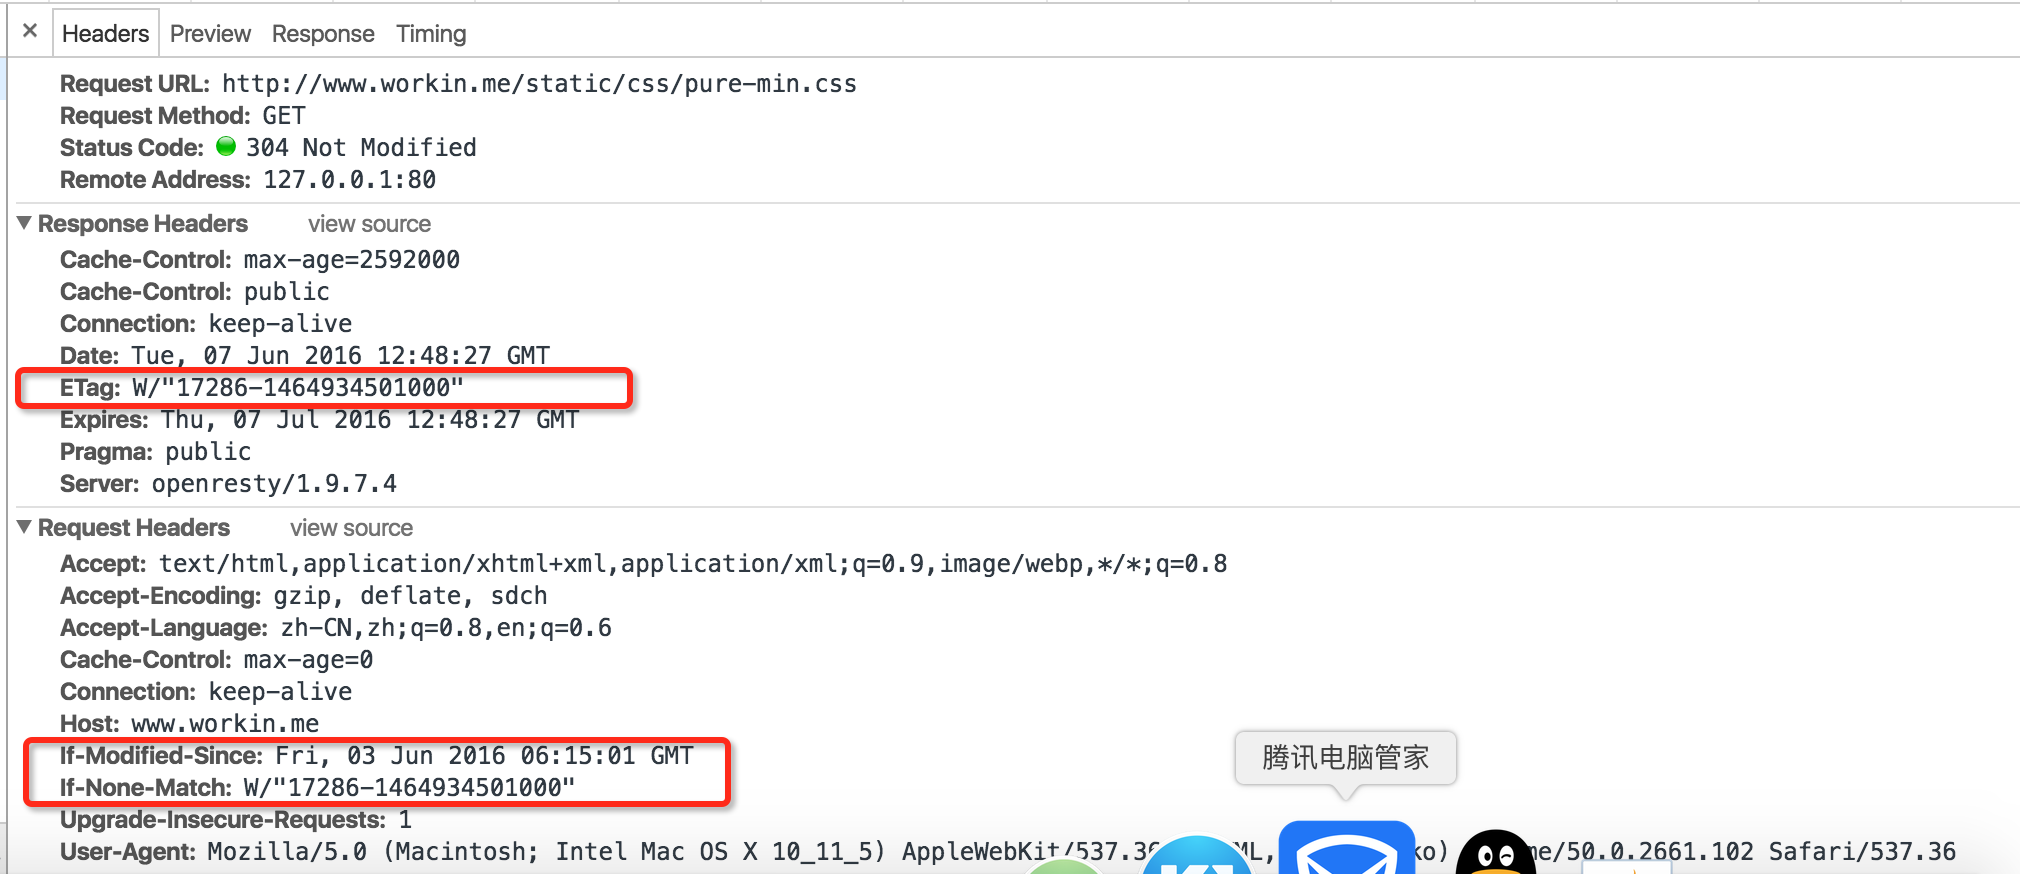 × Headers Preview Response Timing
Request URL: http://www.workin.me/static/css/pure-min.css
Request Method: GET
Status Code: 304 Not Modified
Remote Address: 127.0.0.1:80
Response Headers view source
Cache-Control: max-age=2592000
Cache-Control: public
Connection: keep-alive
Date: Tue, 07 Jun 2016 12:48:27 GMT
ETag: W/"17286-1464934501000"
Expires: Thu, 07 Jul 2016 12:48:27 GMT
Pragma: public
Server: openresty/1.9.7.4
Request Headers view source
Accept: text/html,application/xhtml+xml,application/xml;q=0.9,image/webp,*/*;q=0.8
Accept-Encoding: gzip, deflate, sdch
Accept-Language: zh-CN,zh;q=0.8,en;q=0.6
Cache-Control: max-age=0
Connection: keep-alive
Host: www.workin.me
If-Modified-Since: Fri, 03 Jun 2016 06:15:01 GMT
腾讯电脑管家
If-None-Match: W/"17286-1464934501000"
Upgrade-Insecure-Requests: 1
User-Agent: Mozilla/5.0 (Macintosh; Intel Mac OS X 10_11_5) AppleWebKit/537.36 ML, ko) me/50.0.2661.102 Safari/537.36